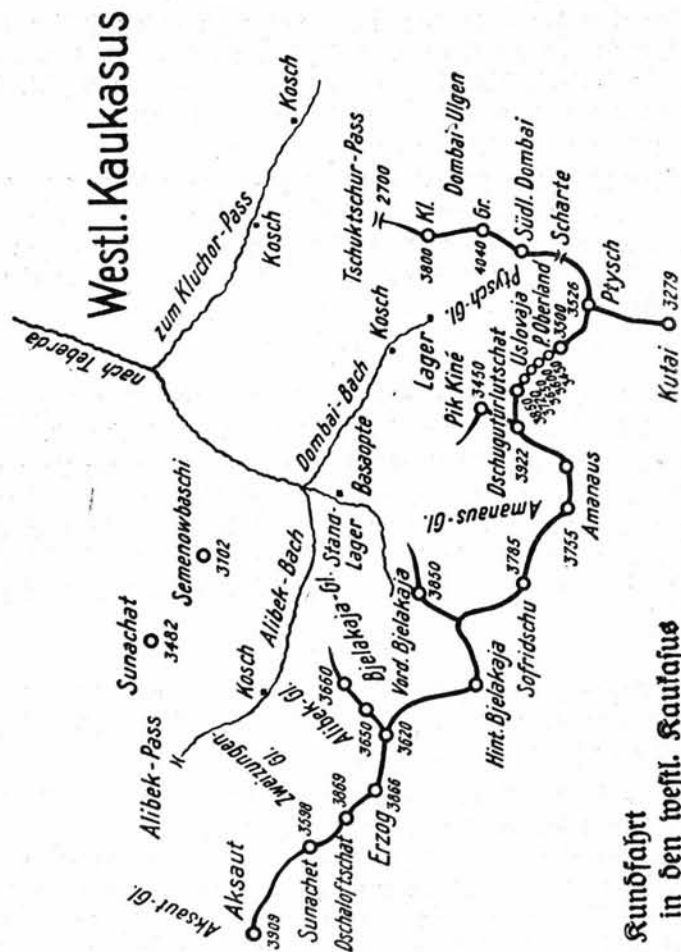 Westl. Kaukasus
nach Teberda
zum Kluchor-Pass
Kosch
Kosch
Sunachat
3482
Semenowbaschi
3102
Alibek-Pass
Kosch
Alibek-Bach
Dombai-Bach
Kosch
Lager
Basaopte
Stand-
Lager
Tschuktschur-Pass
2700
Kl.
3800
Dombai-Ulgen
Gr.
4040
Südl. Dombai
Scharte
Ptysch-Gl.
Ptysch
3526
Kutai
3279
P. Oberland
3500
Uslovaja
Pik Kiné
3450
Dschuguturlutschat
3922
Amanaus-Gl.
Amanaus
3755
Sofridschu
3785
Vord. Bjelakaja
3850
Hint. Bjelakaja
Bjelakaja-Gl.
Alibek-Gl.
3660
3650
3620
Zweizungen-
Gl.
Erzog
3866
Dschaloftschat
3869
Sunachet
3598
Aksaut
3909
Aksaut-Gl.
Rundfahrt
in den westl. Kaukasus